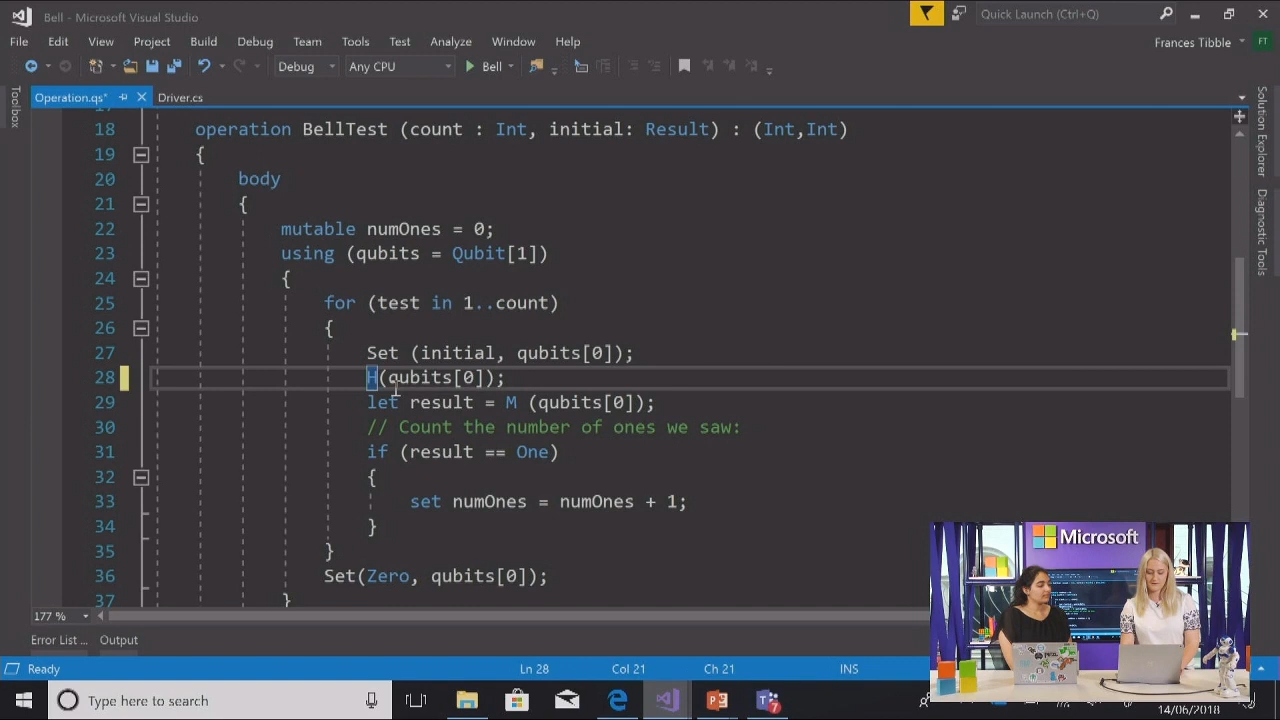 Bell - Microsoft Visual Studio
Quick Launch (Ctrl+Q)
File Edit View Project Build Debug Team Tools Test Analyze Window Help
Frances Tibble
FT
Debug Any CPU Bell
Toolbox
Operation.qs* Driver.cs
Solution Explorer
Diagnostic Tools
18 operation BellTest (count : Int, initial: Result) : (Int,Int)
19 {
20 body
21 {
22 mutable numOnes = 0;
23 using (qubits = Qubit[1])
24 {
25 for (test in 1..count)
26 {
27 Set (initial, qubits[0]);
28 H(qubits[0]);
29 let result = M (qubits[0]);
30 // Count the number of ones we saw:
31 if (result == One)
32 {
33 set numOnes = numOnes + 1;
34 }
35 }
36 Set(Zero, qubits[0]);
37 }
177 %
Error List ... Output
Ready Ln 28 Col 21 Ch 21 INS
Microsoft
Type here to search
7
14/06/2018